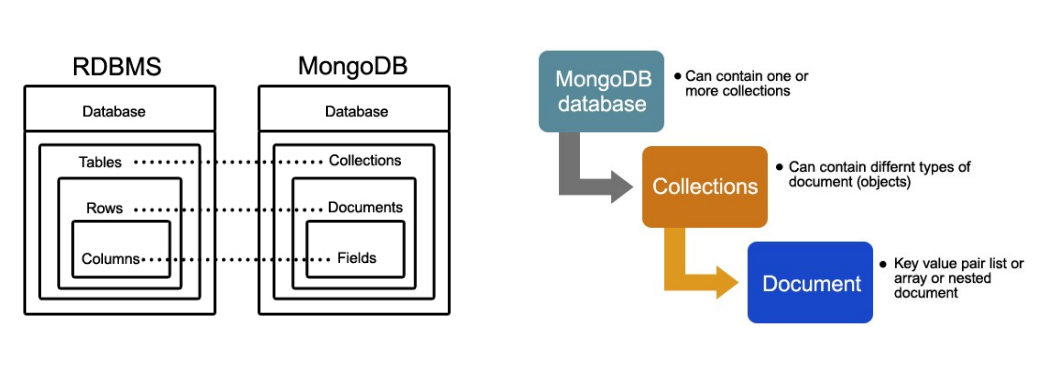 RDBMS
Database
Tables
Rows
Columns
MongoDB
Database
Collections
Documents
Fields
MongoDB
database
• Can contain one or
more collections
Collections
• Can contain differnt types of
document (objects)
Document
• Key value pair list or
array or nested
document